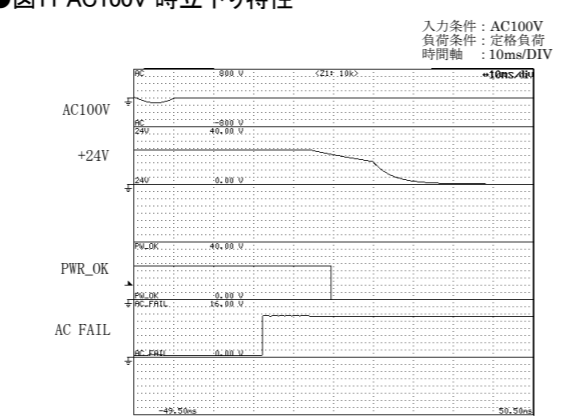 ●図11 AC100V 時立下り特性
入力条件：AC100V
負荷条件：定格負荷
時間軸　：10ms/DIV
AC 800 V <Z1: 10k> 10ms/div
AC100V
AC -800 V
24V 40.00 V
+24V
24V 0.00 V
PW_OK 40.00 V
PWR_OK
PW_OK 0.00 V
AC_FAIL 16.00 V
AC FAIL
AC_FAIL 0.00 V
-49.50ms 50.50ms